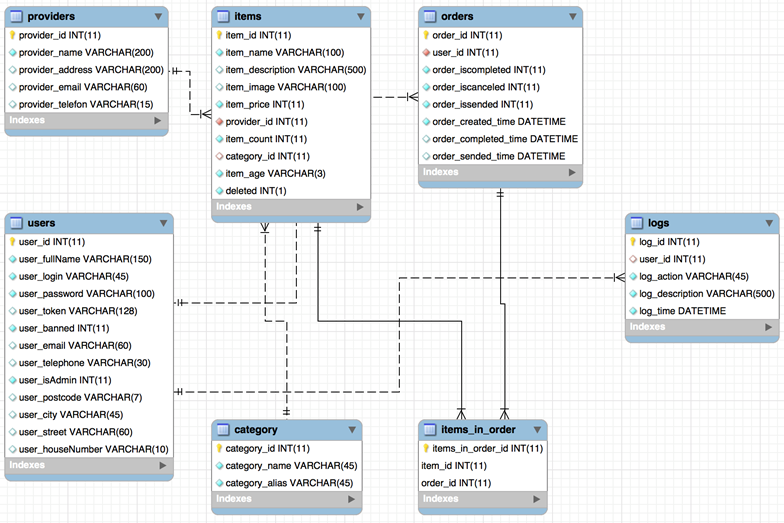 providers
provider_id INT(11)
provider_name VARCHAR(200)
provider_address VARCHAR(200)
provider_email VARCHAR(60)
provider_telefon VARCHAR(15)
Indexes
items
item_id INT(11)
item_name VARCHAR(100)
item_description VARCHAR(500)
item_image VARCHAR(100)
item_price INT(11)
provider_id INT(11)
item_count INT(11)
category_id INT(11)
item_age VARCHAR(3)
deleted INT(1)
Indexes
orders
order_id INT(11)
user_id INT(11)
order_iscompleted INT(11)
order_iscanceled INT(11)
order_issended INT(11)
order_created_time DATETIME
order_completed_time DATETIME
order_sended_time DATETIME
Indexes
users
user_id INT(11)
user_fullName VARCHAR(150)
user_login VARCHAR(45)
user_password VARCHAR(100)
user_token VARCHAR(128)
user_banned INT(11)
user_email VARCHAR(60)
user_telephone VARCHAR(30)
user_isAdmin INT(11)
user_postcode VARCHAR(7)
user_city VARCHAR(45)
user_street VARCHAR(60)
user_houseNumber VARCHAR(10)
Indexes
logs
log_id INT(11)
user_id INT(11)
log_action VARCHAR(45)
log_description VARCHAR(500)
log_time DATETIME
Indexes
category
category_id INT(11)
category_name VARCHAR(45)
category_alias VARCHAR(45)
Indexes
items_in_order
items_in_order_id INT(11)
item_id INT(11)
order_id INT(11)
Indexes